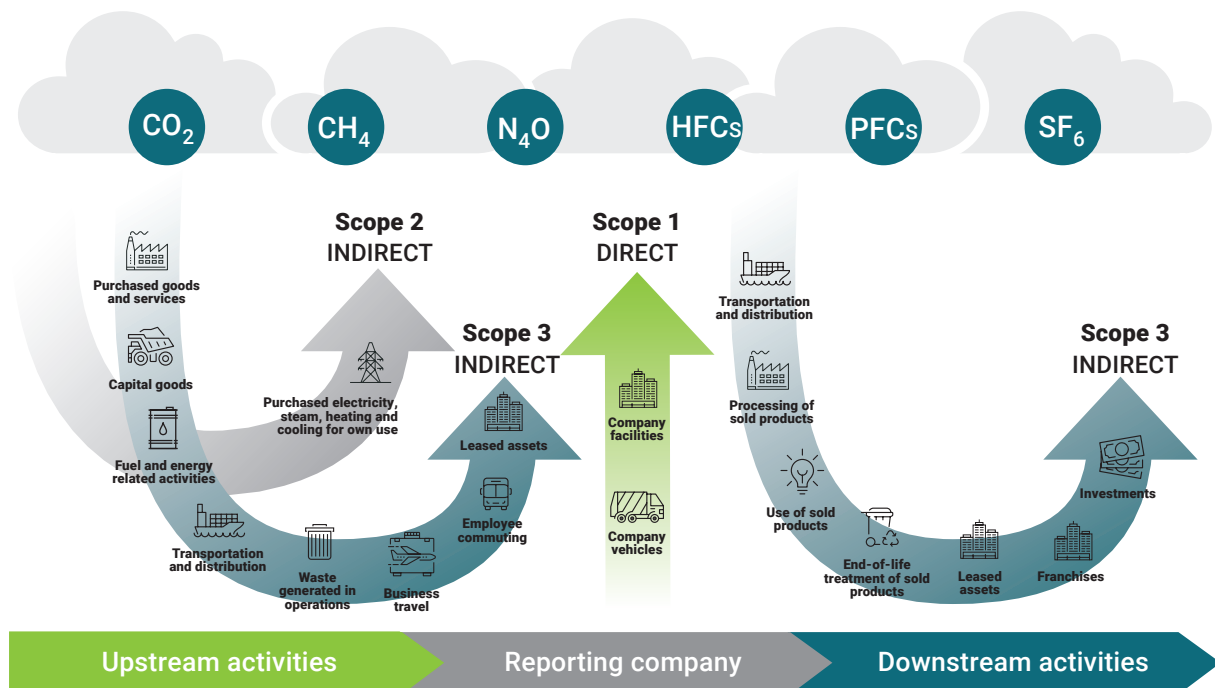 CO2
CH4
N4O
HFCs
PFCs
SF6
Scope 2
INDIRECT
Scope 1
DIRECT
Scope 3
INDIRECT
Scope 3
INDIRECT
Purchased goods
and services
Capital goods
Fuel and energy
related activities
Transportation
and distribution
Waste
generated in
operations
Business
travel
Employee
commuting
Leased assets
Purchased electricity,
steam, heating and
cooling for own use
Company
facilities
Company
vehicles
Transportation
and distribution
Processing of
sold products
Use of sold
products
End-of-life
treatment of sold
products
Leased
assets
Franchises
Investments
Upstream activities
Reporting company
Downstream activities